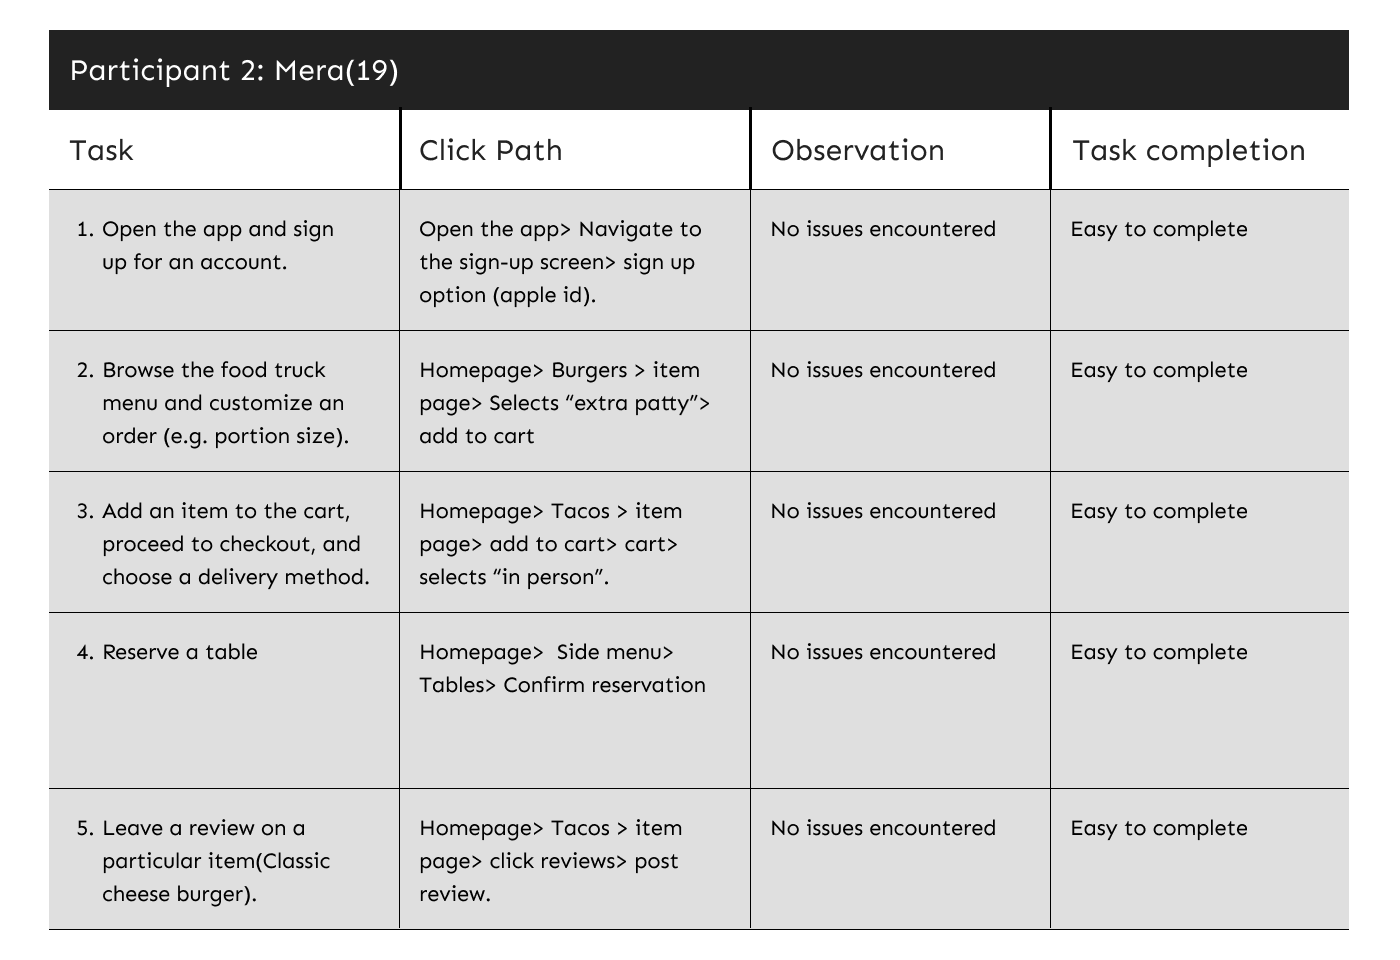 Participant 2: Mera(19)
Task
Click Path
Observation
Task completion
1. Open the app and sign
up for an account.
Open the app> Navigate to
the sign-up screen> sign up
option (apple id).
No issues encountered
Easy to complete
2. Browse the food truck
menu and customize an
order (e.g. portion size).
Homepage> Burgers > item
page> Selects “extra patty”>
add to cart
No issues encountered
Easy to complete
3. Add an item to the cart,
proceed to checkout, and
choose a delivery method.
Homepage> Tacos > item
page> add to cart> cart>
selects “in person”.
No issues encountered
Easy to complete
4. Reserve a table
Homepage>  Side menu>
Tables> Confirm reservation
No issues encountered
Easy to complete
5. Leave a review on a
particular item(Classic
cheese burger).
Homepage> Tacos > item
page> click reviews> post
review.
No issues encountered
Easy to complete